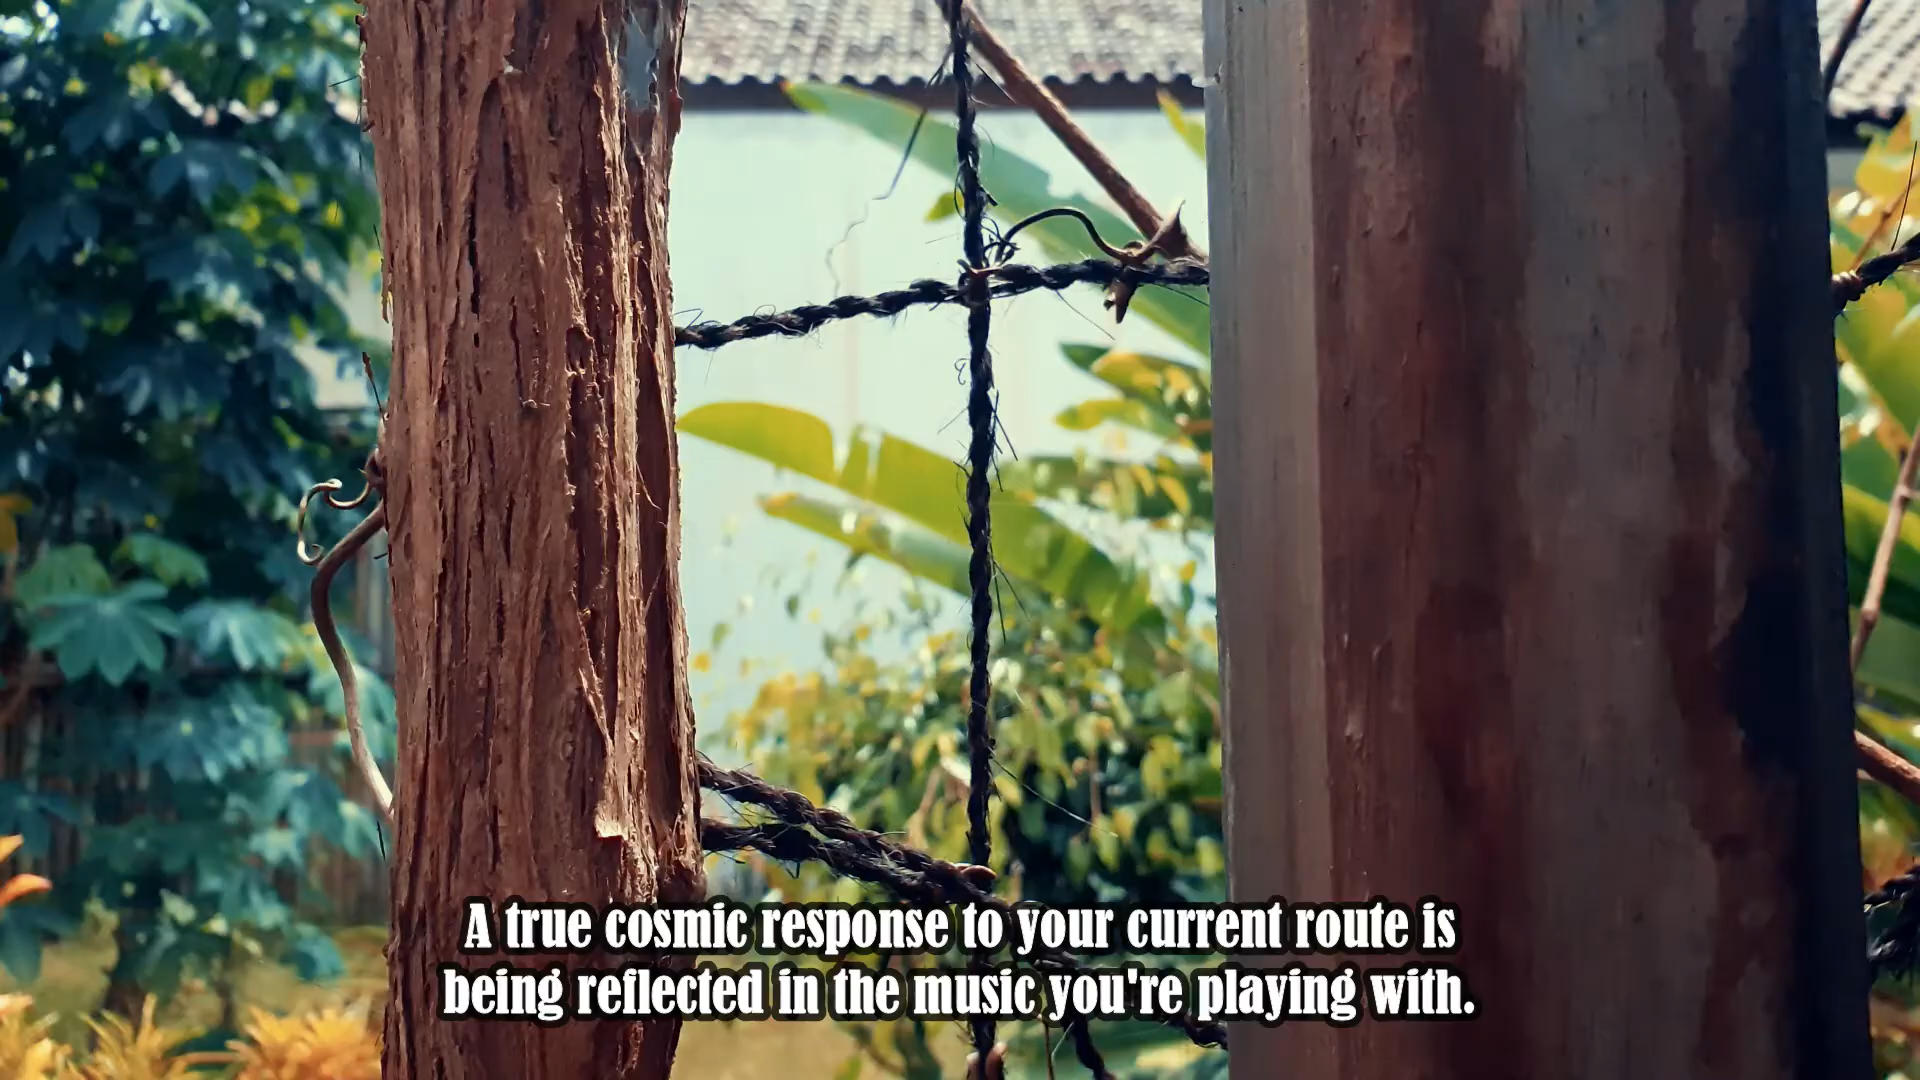 A true cosmic response to your current route is
being reflected in the music you're playing with.